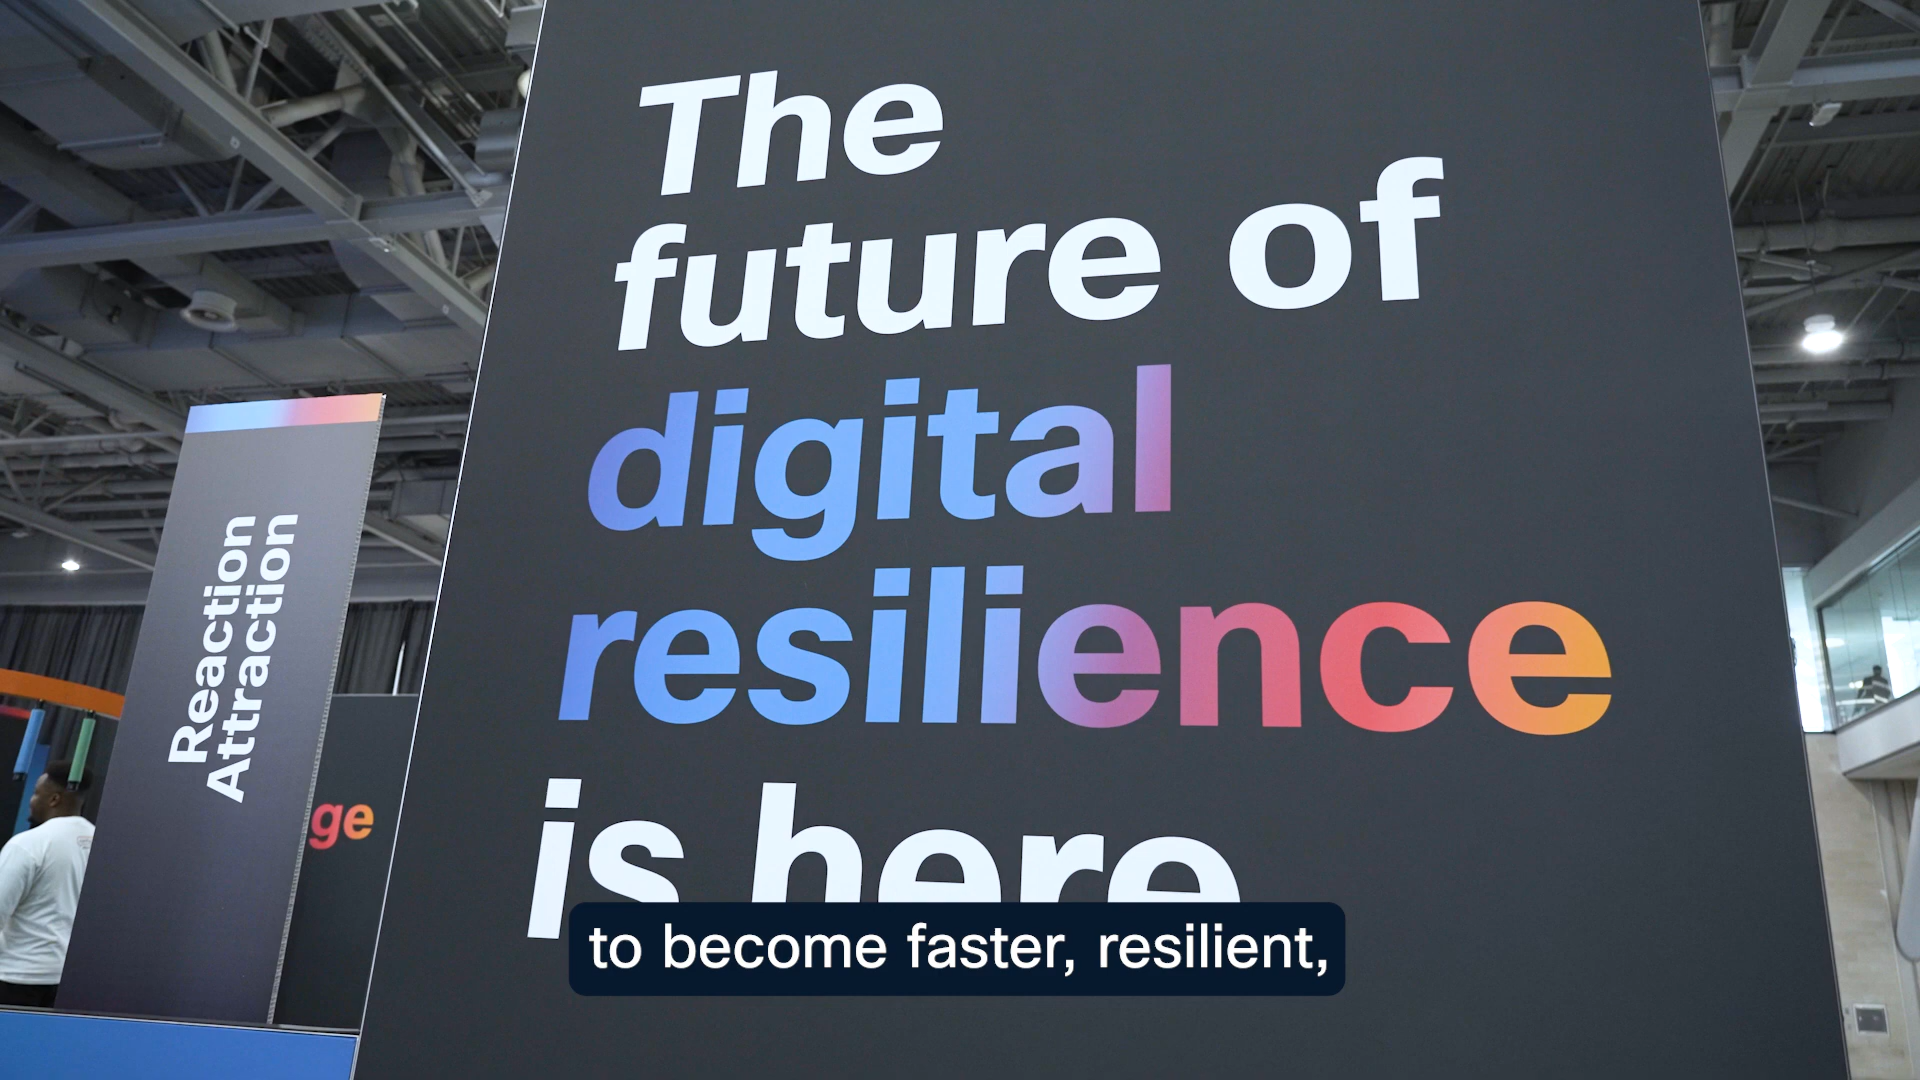 The
future of
digital
resilience
is here
to become faster, resilient,
Reaction
Attraction
ge